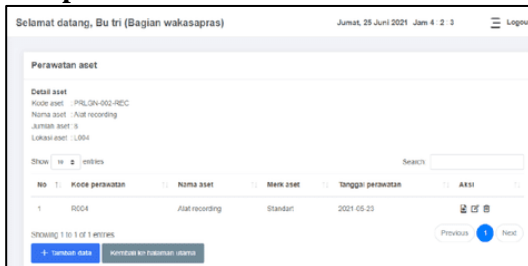 Selamat datang, Bu tri (Bagian wakasapras) Jumat, 25 Juni 2021 Jam 4 : 2 : 3 Logou
Perawatan aset
Detail aset
Kode aset : PRLGN-002-REC
Nama aset : Alat recording
Jumlah aset : 5
Lokasi aset : L004
Show 10 entries Search
No Kode perawatan Nama aset Merk aset Tanggal perawatan Aksi
1 R004 Alat recording Standart 2021-05-23
Showing 1 to 1 of 1 entries Previous 1 Next
+ Tambah data Kembali ke halaman utama